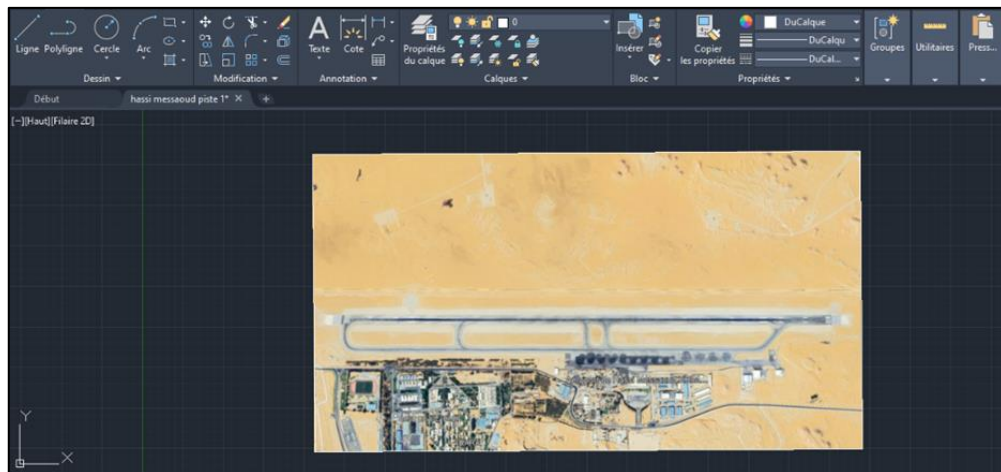 Ligne Polyligne Cercle Arc
Dessin
Modification
Texte Cote
Annotation
Propriétés
du calque
0
Calques
Insérer
Bloc
Copier
les propriétés
DuCalque
DuCalqu
DuCal...
Propriétés
Groupes
Utilitaires
Press...
Début
hassi messaoud piste 1*
[−][Haut][Filaire 2D]
Y
X